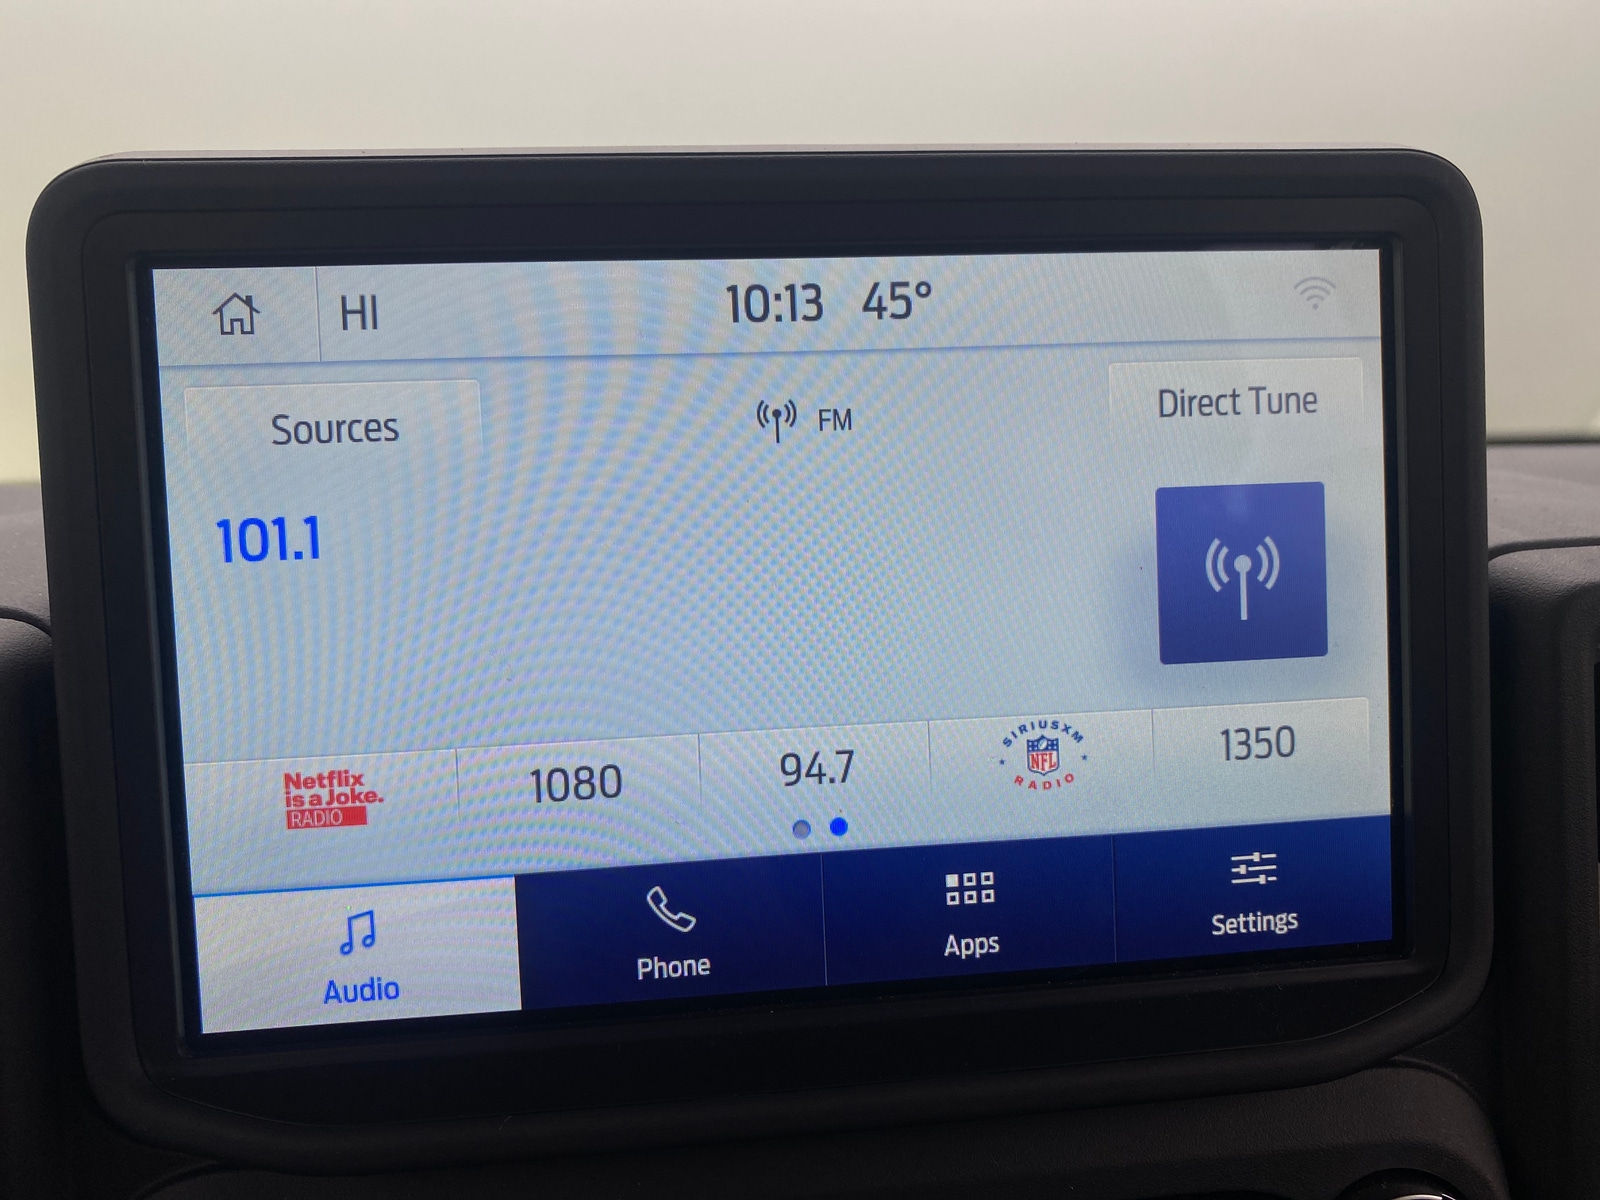 HI
10:13 45°
Sources
FM
Direct Tune
101.1
Netflix
is a Joke.
RADIO
1080
94.7
SIRIUSXM
NFL
RADIO
1350
Audio
Phone
Apps
Settings